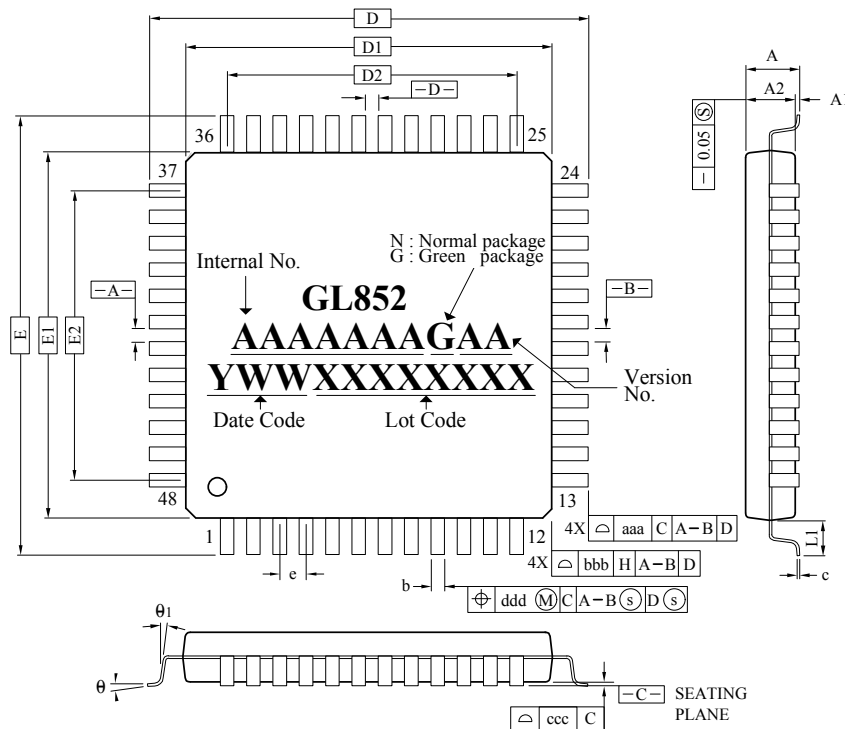 D
D1
D2
−D−
A
A2
A1
0.05 Ⓢ
−
36
25
37
24
N : Normal package
G : Green package
Internal No.
GL852
AAAAAAAGAA
YWWXXXXXXXX
Date Code
Lot Code
Version
No.
−A−
−B−
E
E1
E2
48
13
1
12
4X ⌓ aaa C A−B D
4X ⌓ bbb H A−B D
e
b
⌖ ddd Ⓜ C A−B ⓢ D ⓢ
L1
c
θ1
θ
−C− SEATING
PLANE
⌓ ccc C